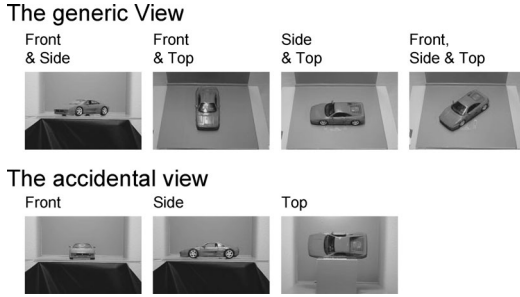 The generic View
Front
& Side
Front
& Top
Side
& Top
Front,
Side & Top
The accidental view
Front
Side
Top